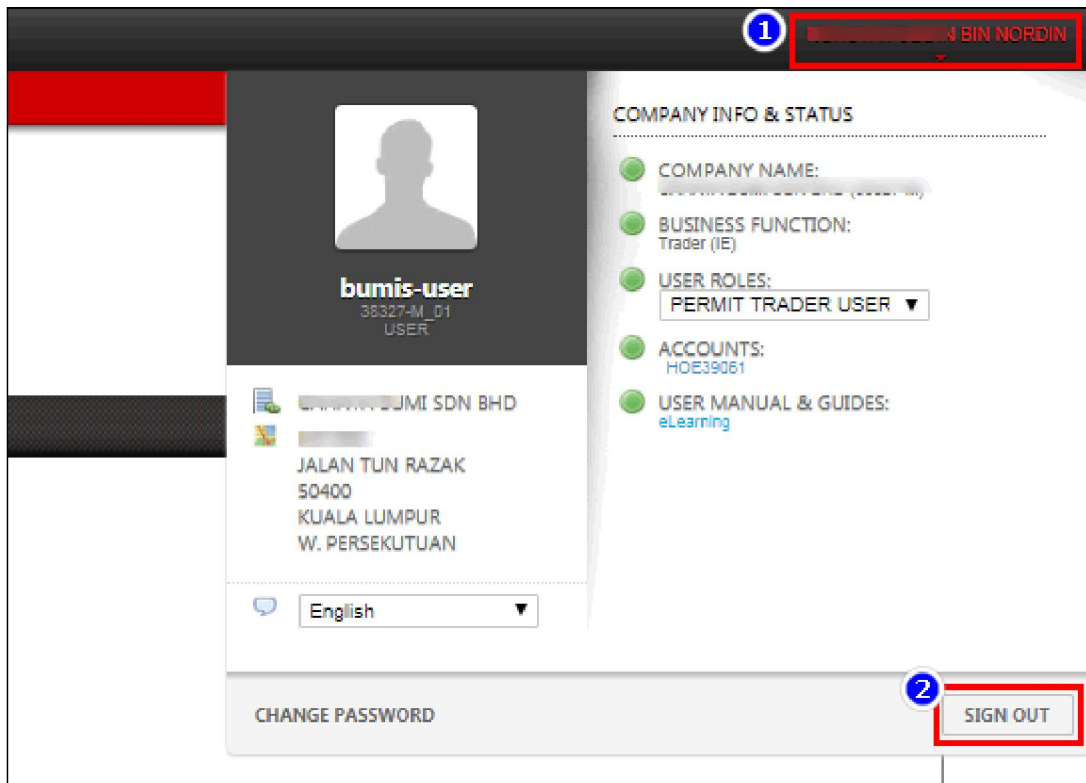 1
BIN NORDIN
COMPANY INFO & STATUS
COMPANY NAME:
BUSINESS FUNCTION:
Trader (IE)
USER ROLES:
PERMIT TRADER USER
ACCOUNTS:
HOE39061
USER MANUAL & GUIDES:
eLearning
bumis-user
38327-M_01
USER
SDN BHD
JALAN TUN RAZAK
50400
KUALA LUMPUR
W. PERSEKUTUAN
English
CHANGE PASSWORD
2
SIGN OUT